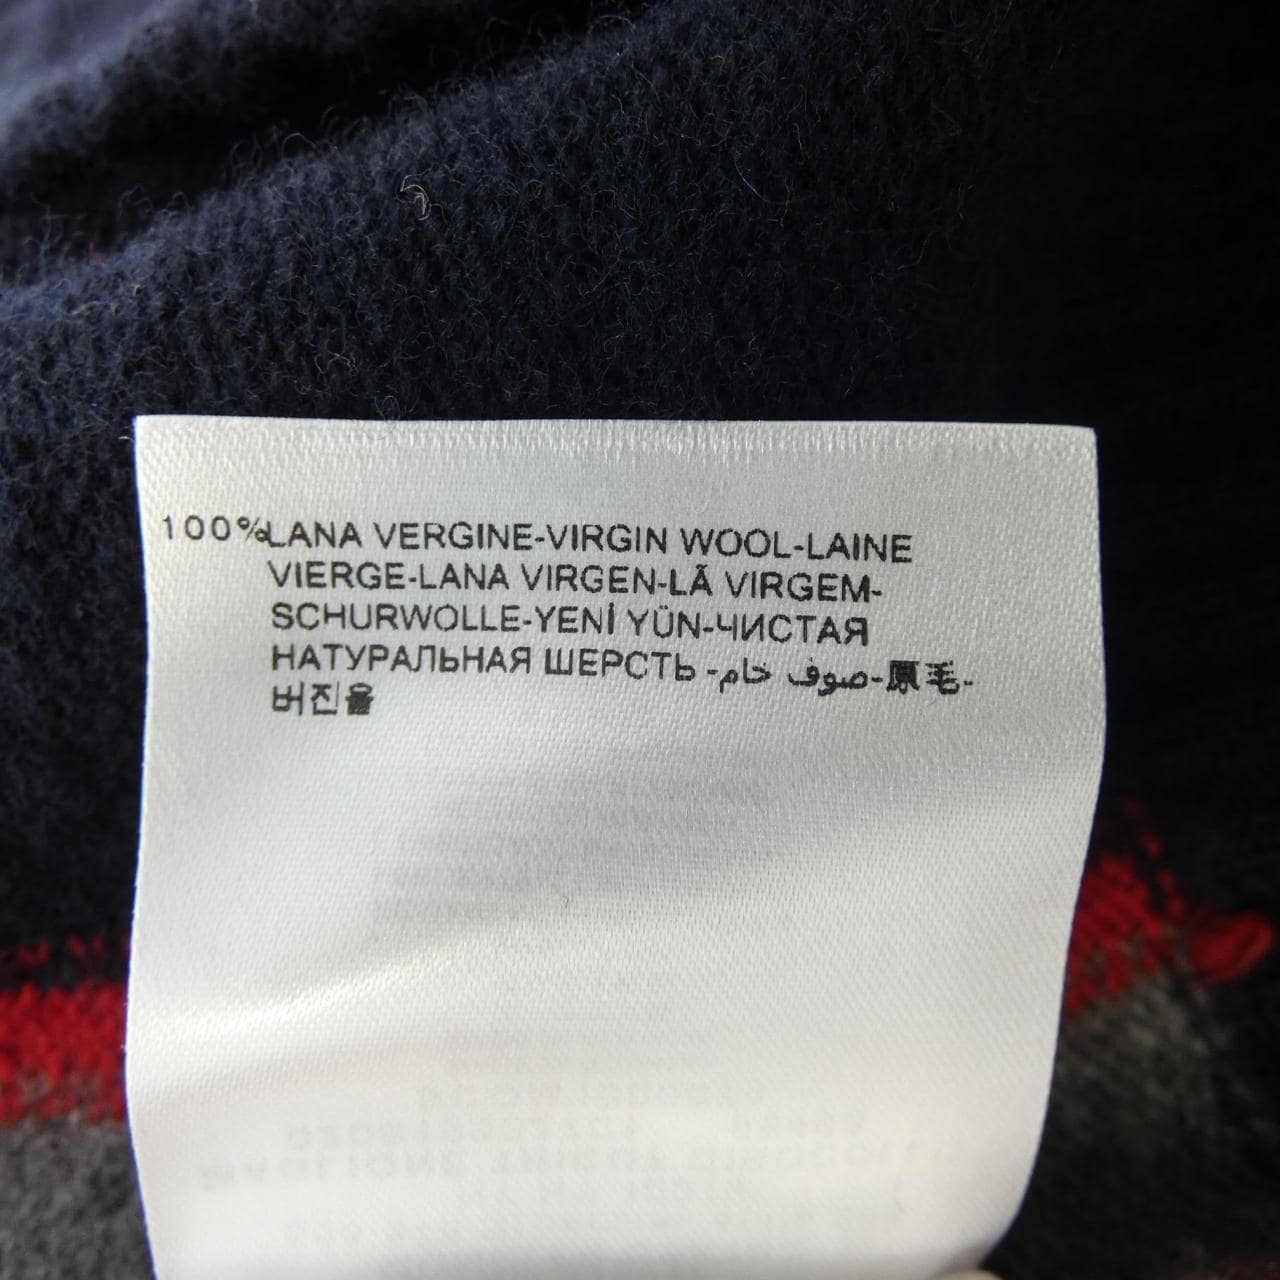 100%LANA VERGINE-VIRGIN WOOL-LAINE
VIERGE-LANA VIRGEN-LÃ VIRGEM-
SCHURWOLLE-YENİ YÜN-ЧИСТАЯ
НАТУРАЛЬНАЯ ШЕРСТЬ -صوف خام-原毛-
버진울